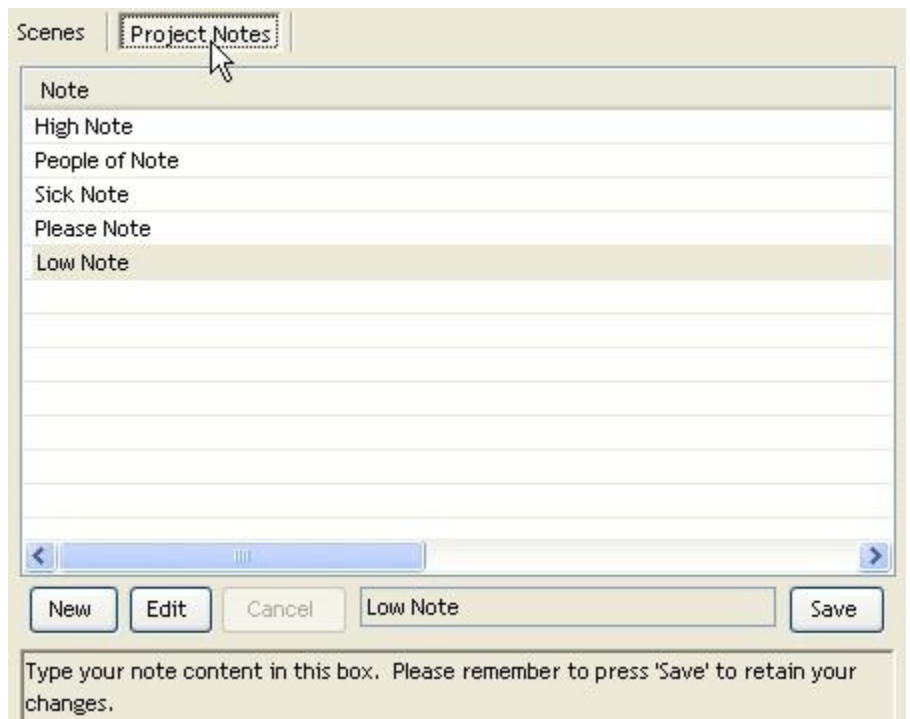 Scenes Project Notes
Note
High Note
People of Note
Sick Note
Please Note
Low Note
New Edit Cancel Low Note Save
Type your note content in this box.  Please remember to press 'Save' to retain your
changes.